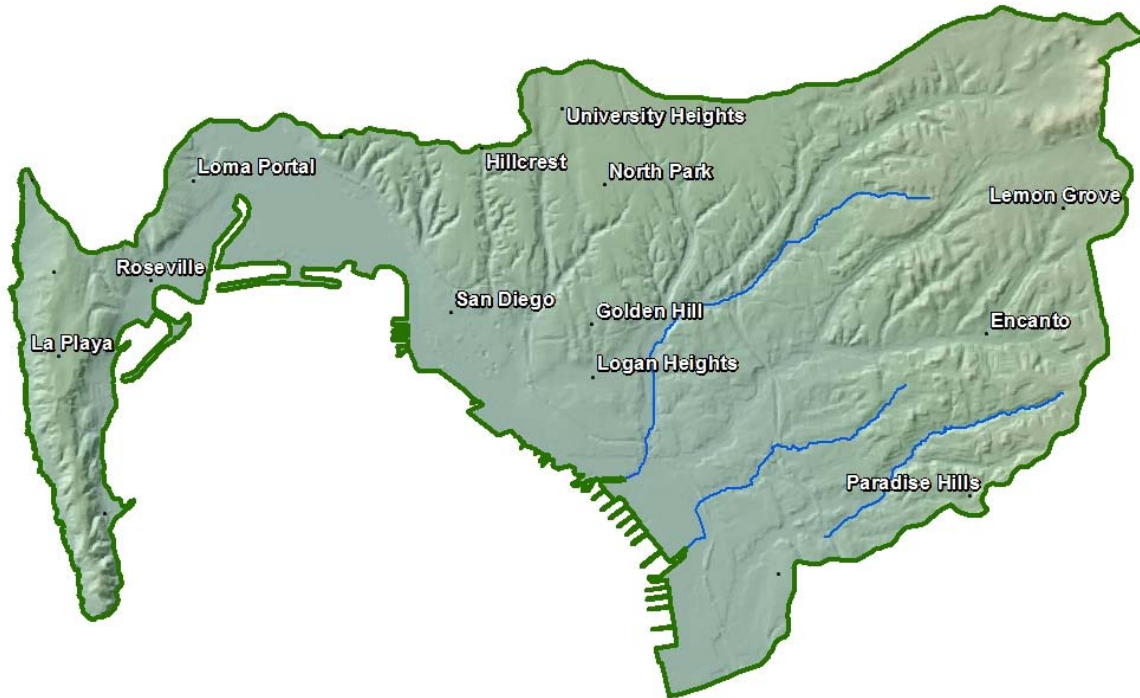 University Heights
Hillcrest
Loma Portal
North Park
Lemon Grove
Roseville
San Diego
Golden Hill
Encanto
La Playa
Logan Heights
Paradise Hills